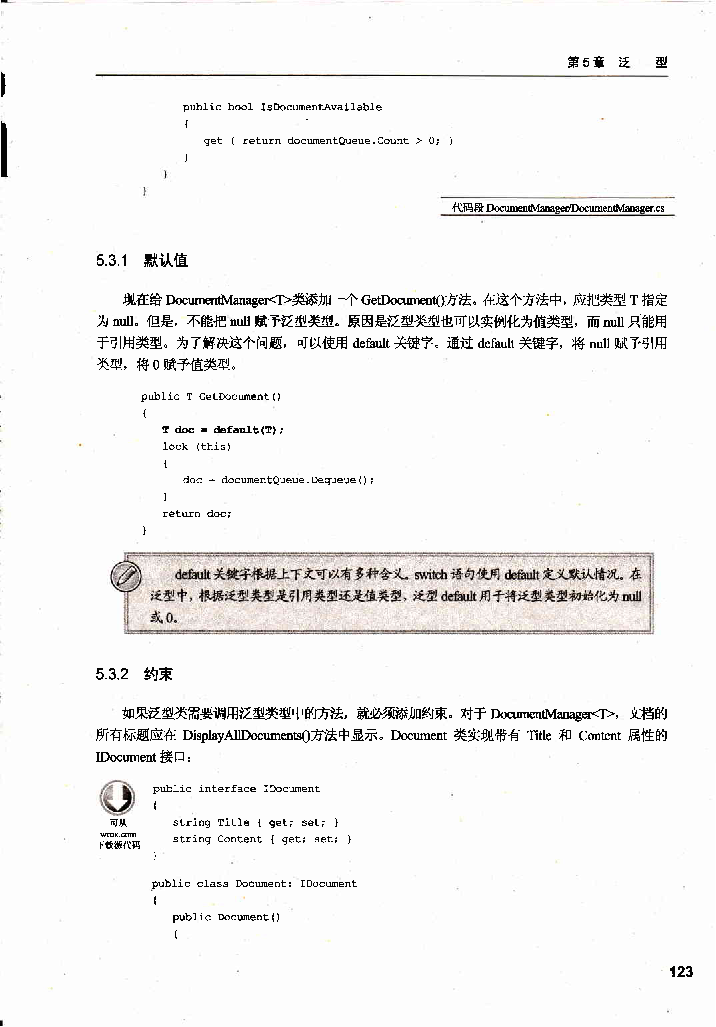 第5章 泛 型
public bool IsDocumentAvailable
{
get { return documentQueue.Count > 0; }
}
}
}
代码段 DocumentManager/DocumentManager.cs
5.3.1 默认值
现在给 DocumentManager<T>类添加一个 GetDocument()方法。在这个方法中，应把类型 T 指定
为 null。但是，不能把 null 赋予泛型类型。原因是泛型类型也可以实例化为值类型，而 null 只能用
于引用类型。为了解决这个问题，可以使用 default 关键字。通过 default 关键字，将 null 赋予引用
类型，将 0 赋予值类型。
public T GetDocument()
{
T doc = default(T);
lock (this)
{
doc = documentQueue.Dequeue();
}
return doc;
}
default 关键字根据上下文可以有多种含义。switch 语句使用 default 定义默认情况。在
泛型中，根据泛型类型是引用类型还是值类型，泛型 default 用于将泛型类型初始化为 null
或 0。
5.3.2 约束
如果泛型类需要调用泛型类型中的方法，就必须添加约束。对于 DocumentManager<T>，文档的
所有标题应在 DisplayAllDocuments()方法中显示。Document 类实现带有 Title 和 Content 属性的
IDocument 接口：
可从
wrox.com
下载源代码
public interface IDocument
{
string Title { get; set; }
string Content { get; set; }
}
public class Document: IDocument
{
public Document()
{
123